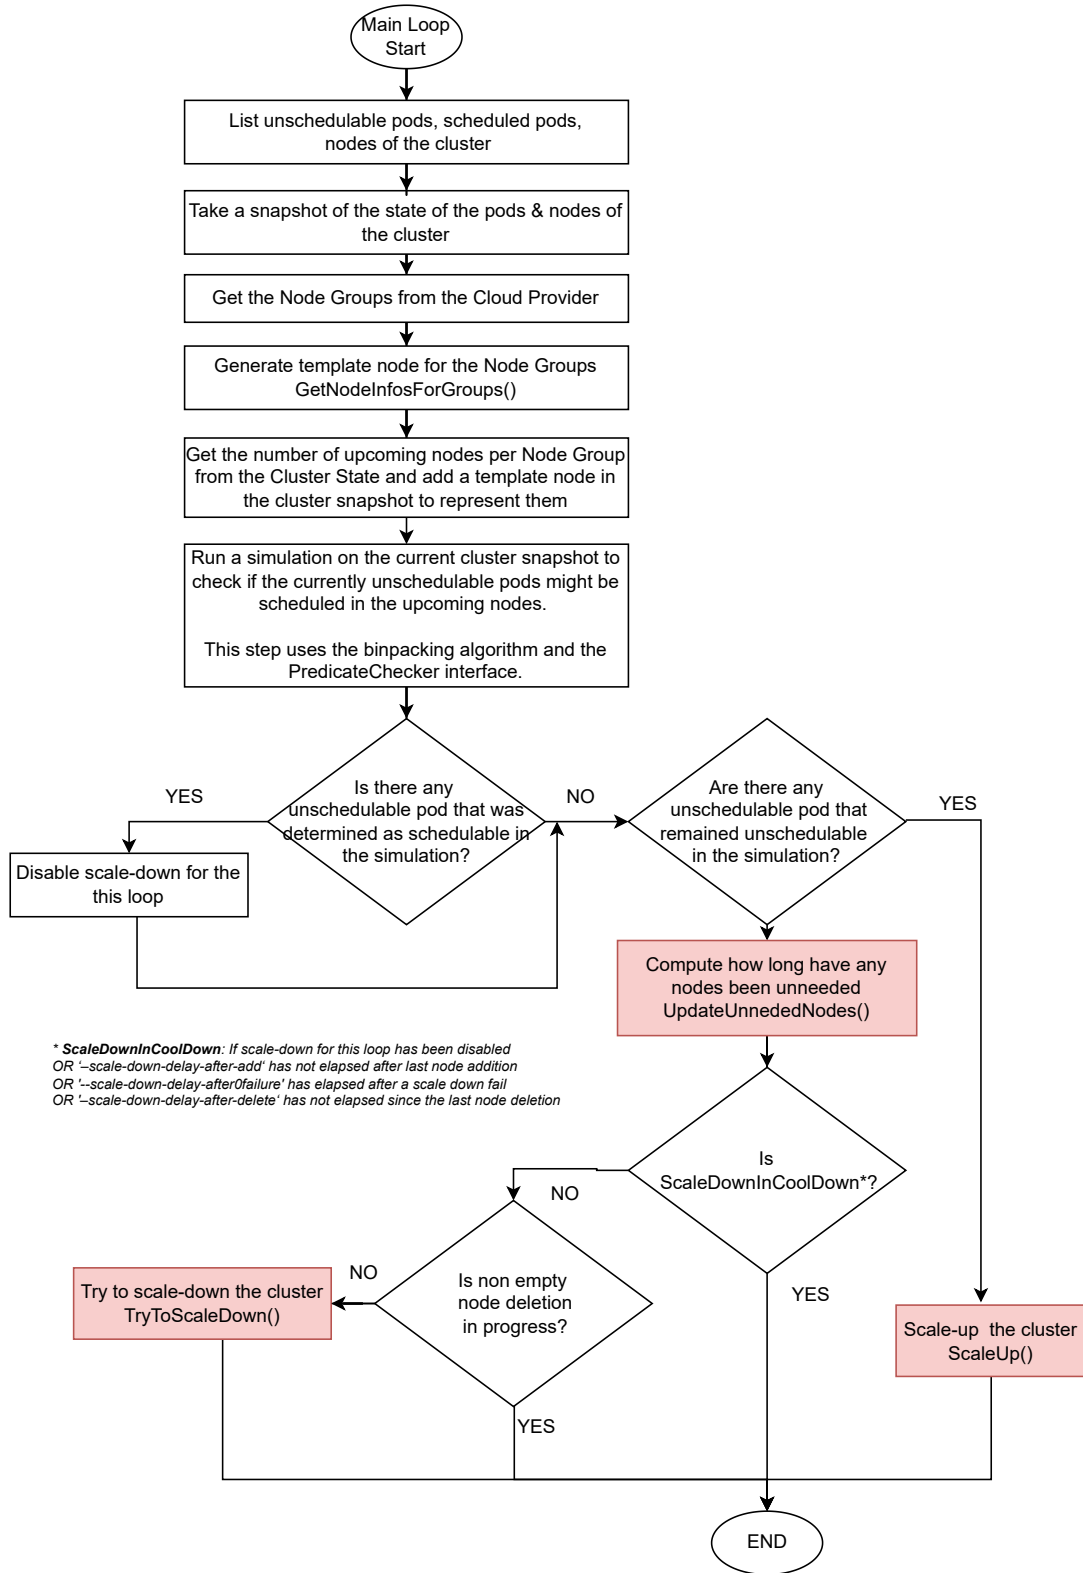 Main Loop
Start
List unschedulable pods, scheduled pods,
nodes of the cluster
Take a snapshot of the state of the pods & nodes of
the cluster
Get the Node Groups from the Cloud Provider
Generate template node for the Node Groups
GetNodeInfosForGroups()
Get the number of upcoming nodes per Node Group
from the Cluster State and add a template node in
the cluster snapshot to represent them
Run a simulation on the current cluster snapshot to
check if the currently unschedulable pods might be
scheduled in the upcoming nodes.
This step uses the binpacking algorithm and the
PredicateChecker interface.
Is there any
unschedulable pod that was
determined as schedulable in
the simulation?
YES
NO
Disable scale-down for the
this loop
Are there any
unschedulable pod that
remained unschedulable
in the simulation?
YES
Compute how long have any
nodes been unneeded
UpdateUnnededNodes()
* ScaleDownInCoolDown: If scale-down for this loop has been disabled
OR '–scale-down-delay-after-add' has not elapsed after last node addition
OR '--scale-down-delay-after0failure' has elapsed after a scale down fail
OR '–scale-down-delay-after-delete' has not elapsed since the last node deletion
Is
ScaleDownInCoolDown*?
NO
YES
Is non empty
node deletion
in progress?
NO
YES
Try to scale-down the cluster
TryToScaleDown()
Scale-up  the cluster
ScaleUp()
END